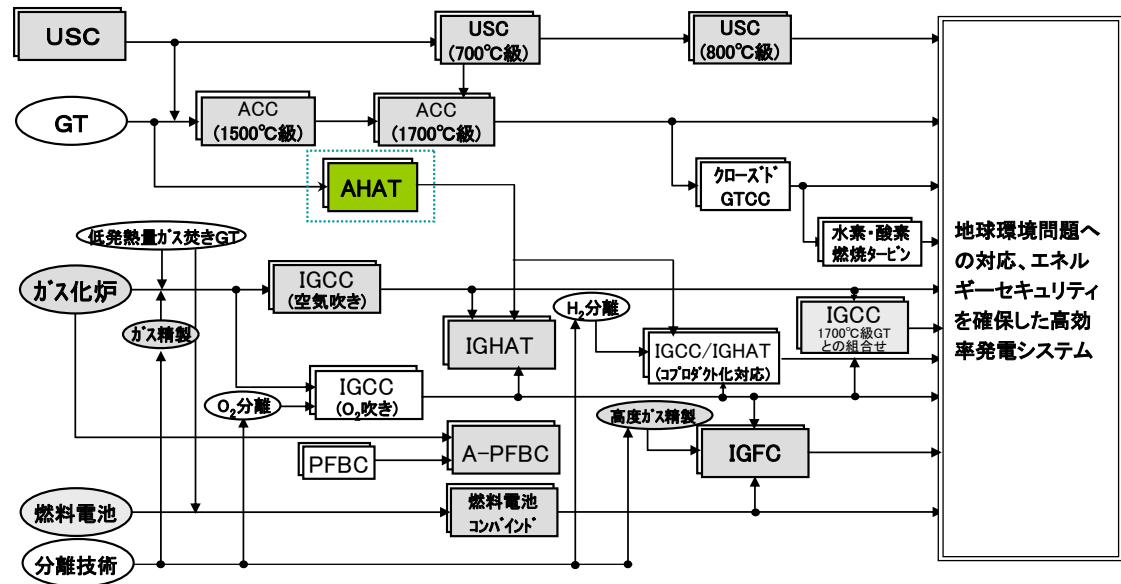 USC
USC
(700℃級)
USC
(800℃級)
GT
ACC
(1500℃級)
ACC
(1700℃級)
AHAT
クローズド
GTCC
水素・酸素
燃焼タービン
低発熱量ガス焚きGT
ガス化炉
ガス精製
IGCC
(空気吹き)
IGHAT
H₂分離
IGCC/IGHAT
(コプロダクト化対応)
IGCC
1700℃級GT
との組合せ
O₂分離
IGCC
(O₂吹き)
高度ガス精製
PFBC
A-PFBC
IGFC
燃料電池
燃料電池
コンバインド
分離技術
地球環境問題へ
の対応、エネル
ギーセキュリティ
を確保した高効
率発電システム